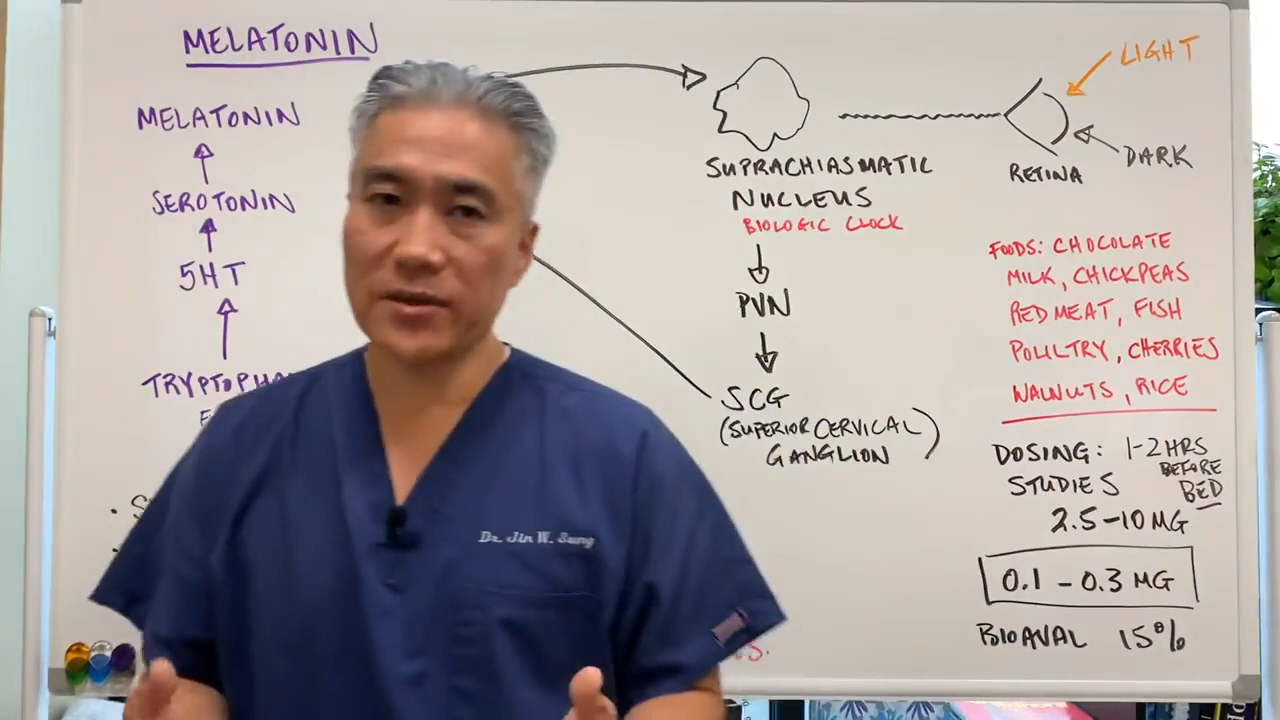 MELATONIN
MELATONIN
SEROTONIN
5HT
SUPRACHIASMATIC
NUCLEUS
BIOLOGIC CLOCK
PVN
SCG
(SUPERIOR CERVICAL)
GANGLION
LIGHT
DARK
RETINA
FOODS: CHOCOLATE
MILK, CHICKPEAS
RED MEAT, FISH
POULTRY, CHERRIES
WALNUTS, RICE
DOSING: 1-2 HRS
BEFORE
STUDIES BED
2.5-10 MG
0.1 - 0.3 MG
BIOAVAL 15%
Dr. Jin W. Sung